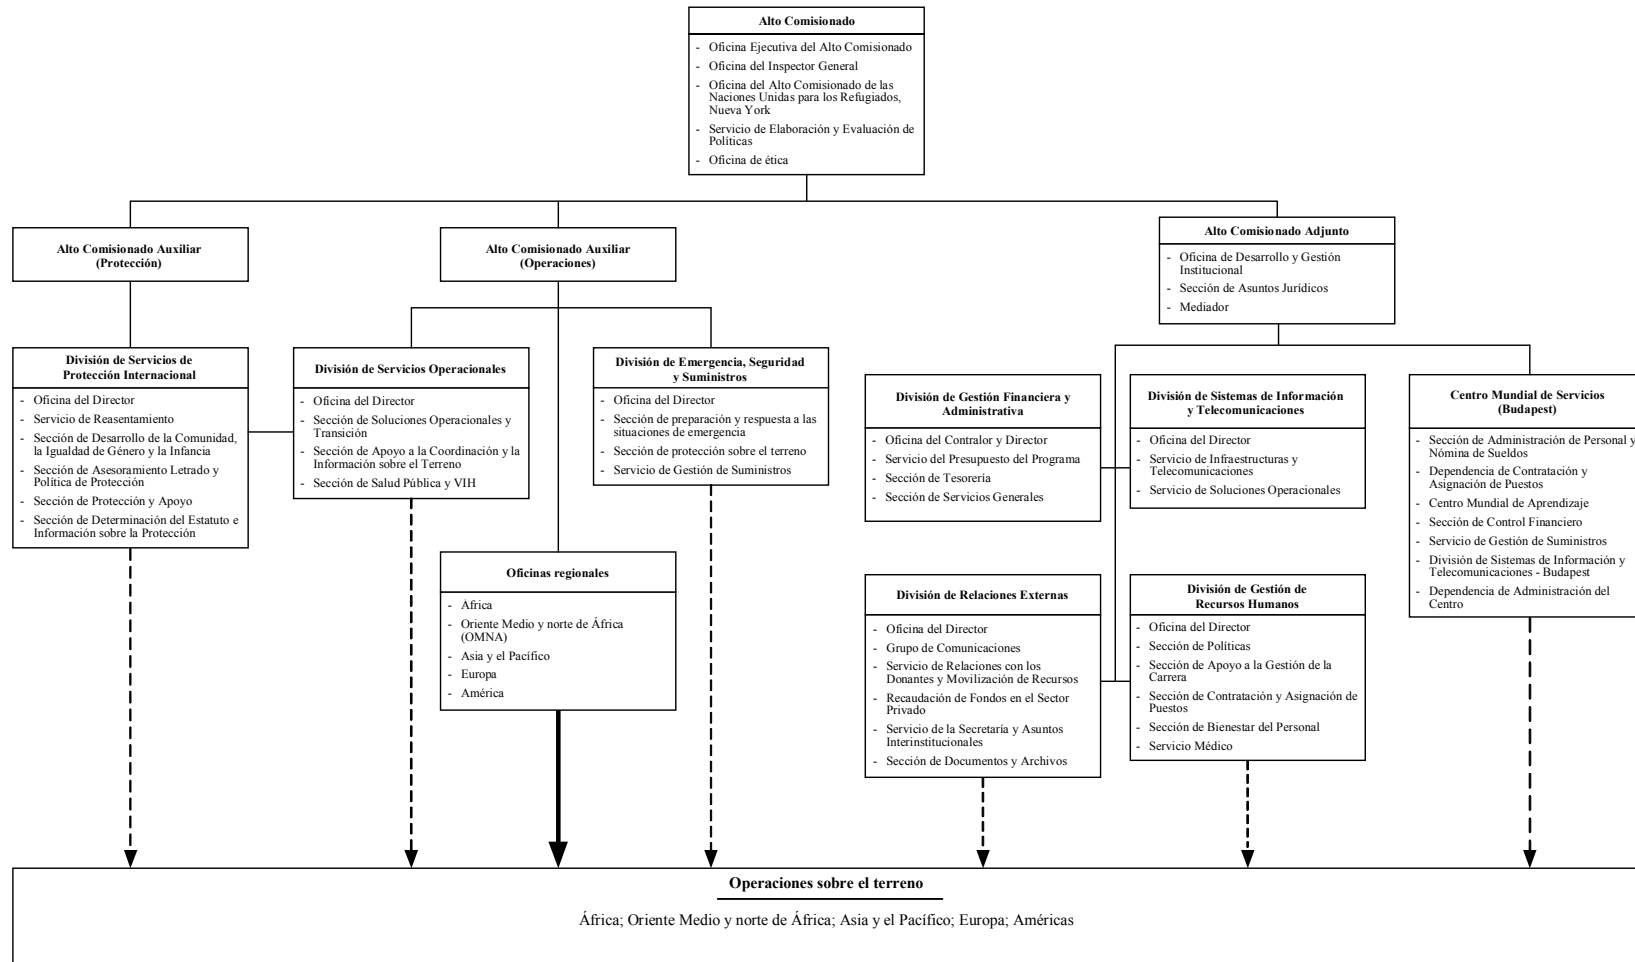 Alto Comisionado
- Oficina Ejecutiva del Alto Comisionado
- Oficina del Inspector General
- Oficina del Alto Comisionado de las
Naciones Unidas para los Refugiados,
Nueva York
- Servicio de Elaboración y Evaluación de
Políticas
- Oficina de ética
Alto Comisionado Auxiliar
(Protección)
Alto Comisionado Auxiliar
(Operaciones)
Alto Comisionado Adjunto
- Oficina de Desarrollo y Gestión
Institucional
- Sección de Asuntos Jurídicos
- Mediador
División de Servicios de
Protección Internacional
- Oficina del Director
- Servicio de Reasentamiento
- Sección de Desarrollo de la Comunidad,
la Igualdad de Género y la Infancia
- Sección de Asesoramiento Letrado y
Política de Protección
- Sección de Protección y Apoyo
- Sección de Determinación del Estatuto e
Información sobre la Protección
División de Servicios Operacionales
- Oficina del Director
- Sección de Soluciones Operacionales y
Transición
- Sección de Apoyo a la Coordinación y la
Información sobre el Terreno
- Sección de Salud Pública y VIH
División de Emergencia, Seguridad
y Suministros
- Oficina del Director
- Sección de preparación y respuesta a las
situaciones de emergencia
- Sección de protección sobre el terreno
- Servicio de Gestión de Suministros
División de Gestión Financiera y
Administrativa
- Oficina del Contralor y Director
- Servicio del Presupuesto del Programa
- Sección de Tesorería
- Sección de Servicios Generales
División de Sistemas de Información
y Telecomunicaciones
- Oficina del Director
- Servicio de Infraestructuras y
Telecomunicaciones
- Servicio de Soluciones Operacionales
Centro Mundial de Servicios
(Budapest)
- Sección de Administración de Personal y
Nómina de Sueldos
- Dependencia de Contratación y
Asignación de Puestos
- Centro Mundial de Aprendizaje
- Sección de Control Financiero
- Servicio de Gestión de Suministros
- División de Sistemas de Información y
Telecomunicaciones - Budapest
- Dependencia de Administración del
Centro
Oficinas regionales
- África
- Oriente Medio y norte de África
(OMNA)
- Asia y el Pacífico
- Europa
- América
División de Relaciones Externas
- Oficina del Director
- Grupo de Comunicaciones
- Servicio de Relaciones con los
Donantes y Movilización de Recursos
- Recaudación de Fondos en el Sector
Privado
- Servicio de la Secretaría y Asuntos
Interinstitucionales
- Sección de Documentos y Archivos
División de Gestión de
Recursos Humanos
- Oficina del Director
- Sección de Políticas
- Sección de Apoyo a la Gestión de la
Carrera
- Sección de Contratación y Asignación de
Puestos
- Sección de Bienestar del Personal
- Servicio Médico
Operaciones sobre el terreno
África; Oriente Medio y norte de África; Asia y el Pacífico; Europa; Américas